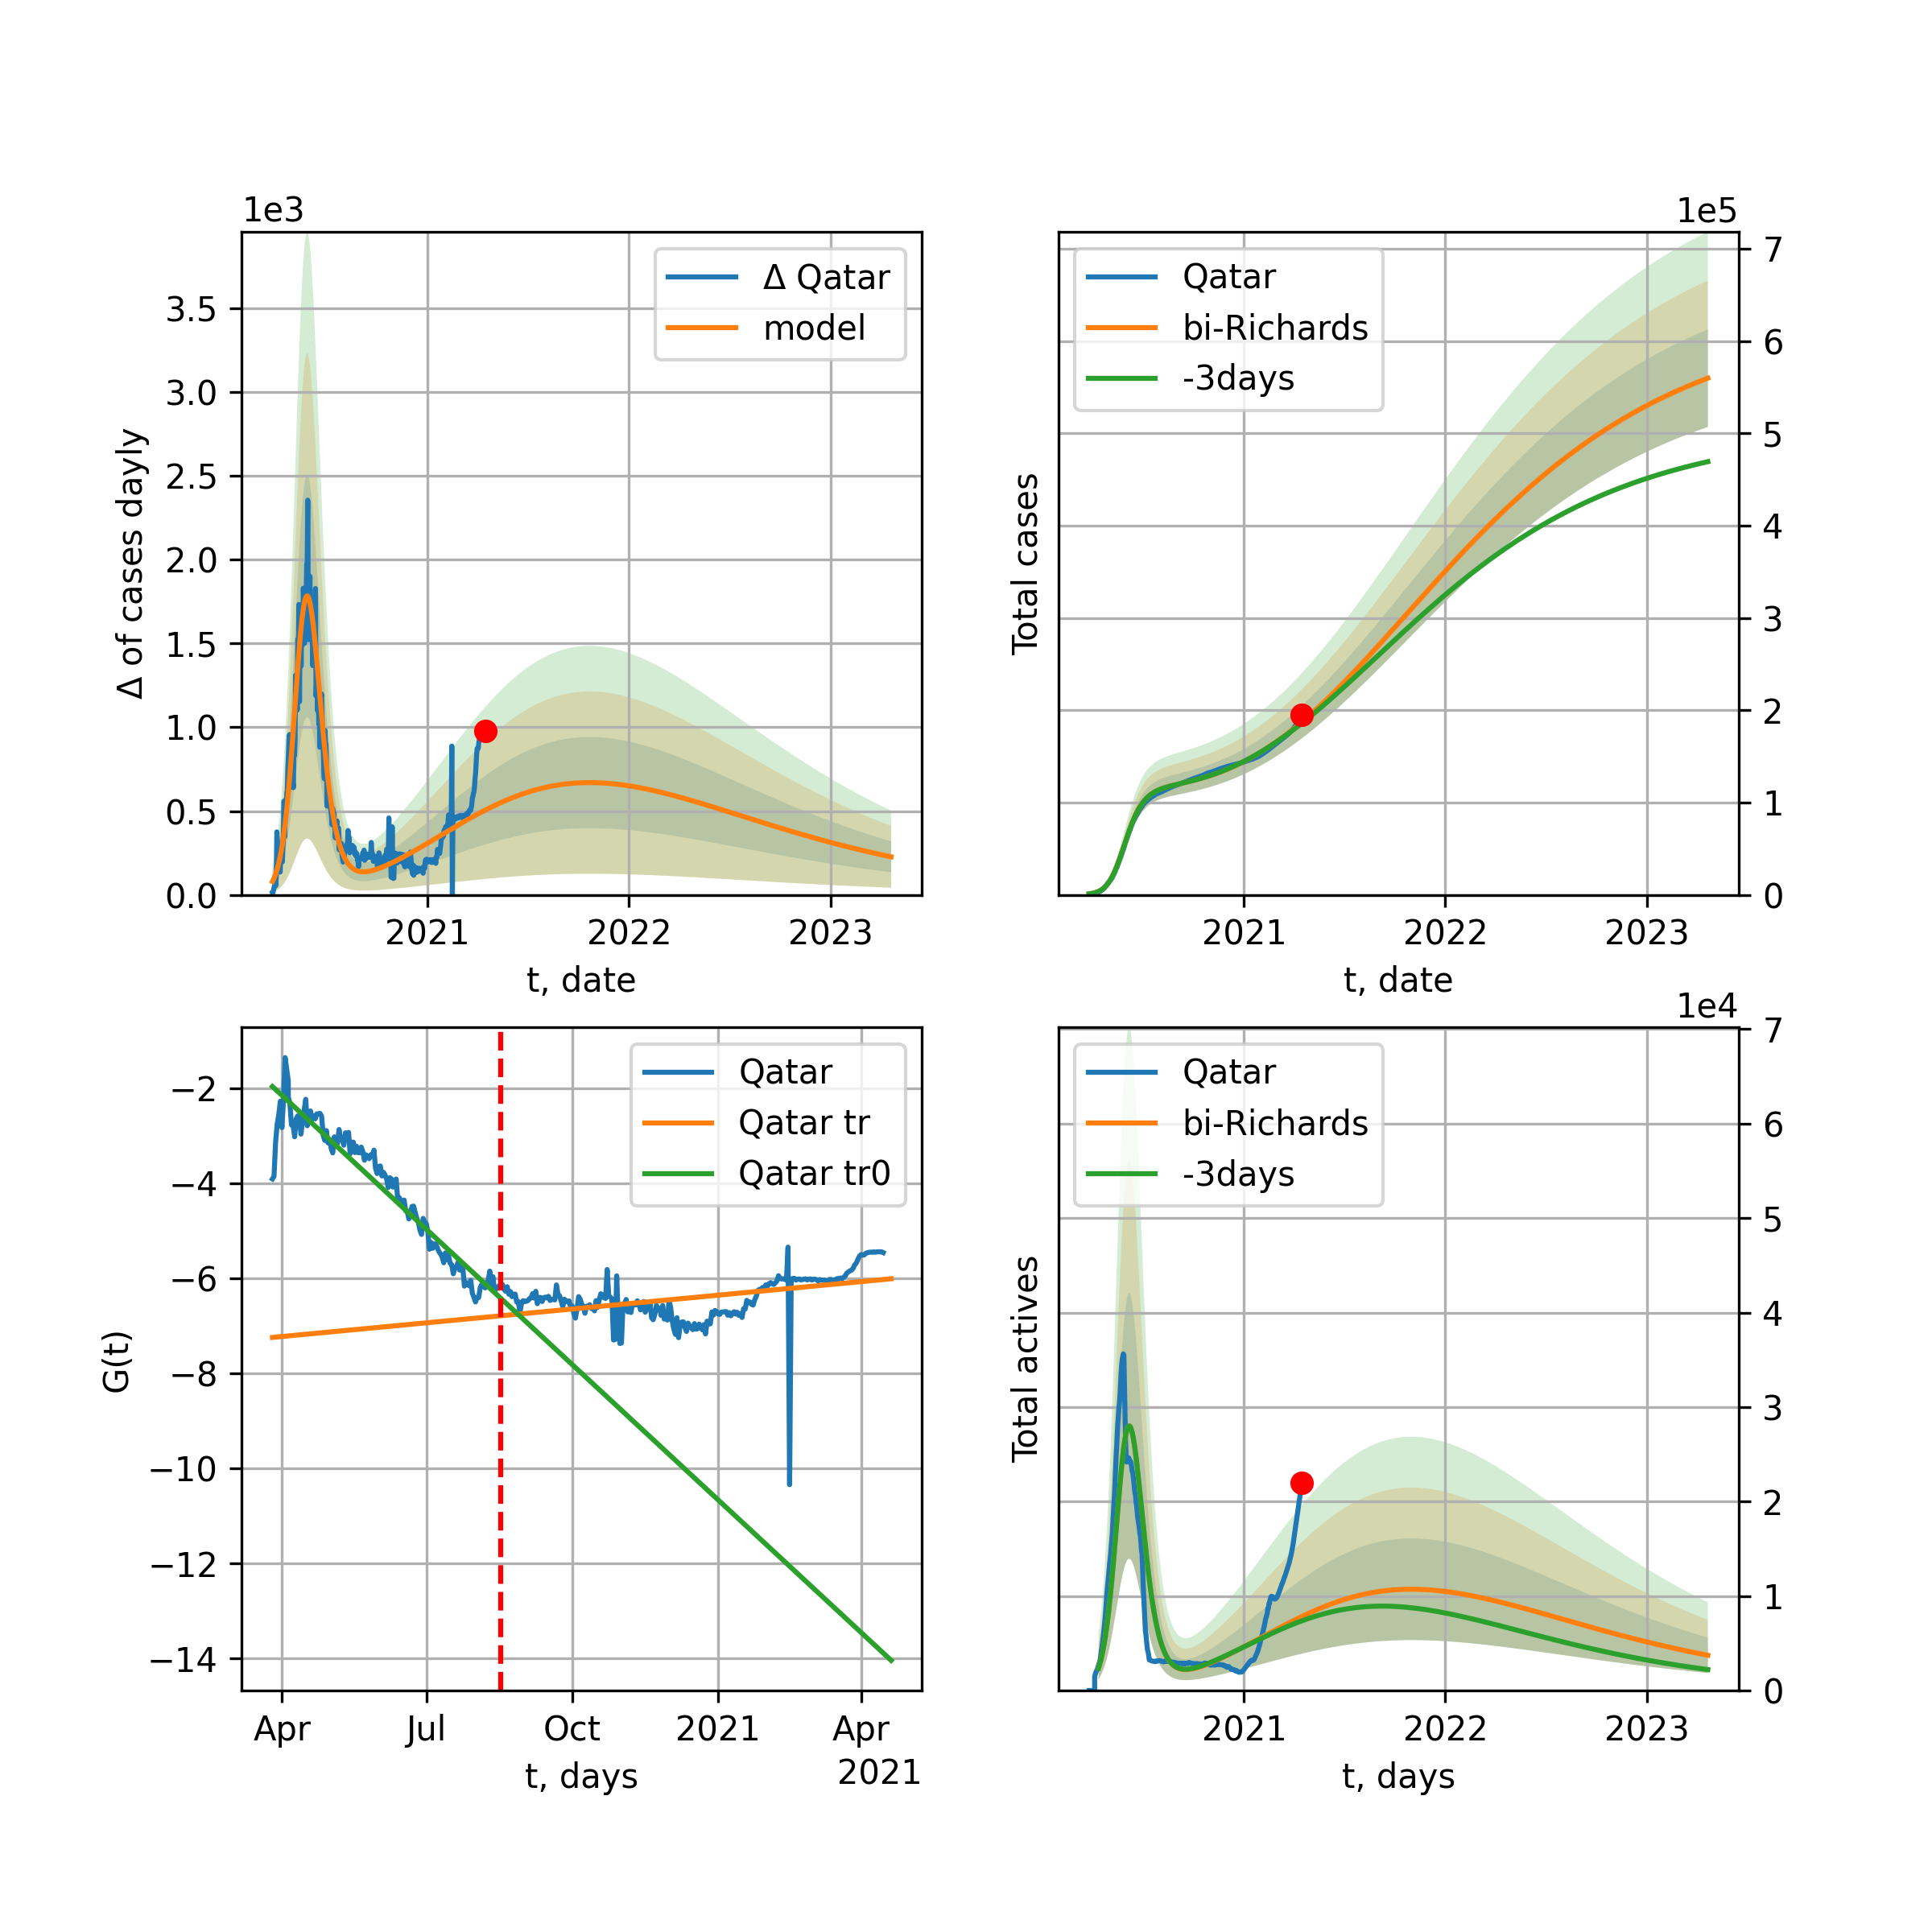 1e3
3.5
3.0
2.5
2.0
1.5
1.0
0.5
0.0
Δ of cases dayly
Δ Qatar
model
2021 2022 2023
t, date
1e5
Qatar
bi-Richards
-3days
Total cases
7
6
5
4
3
2
1
0
2021 2022 2023
t, date
−2
−4
−6
−8
−10
−12
−14
G(t)
Qatar
Qatar tr
Qatar tr0
Apr Jul Oct 2021 Apr
2021
t, days
1e4
Qatar
bi-Richards
-3days
Total actives
7
6
5
4
3
2
1
0
2021 2022 2023
t, days